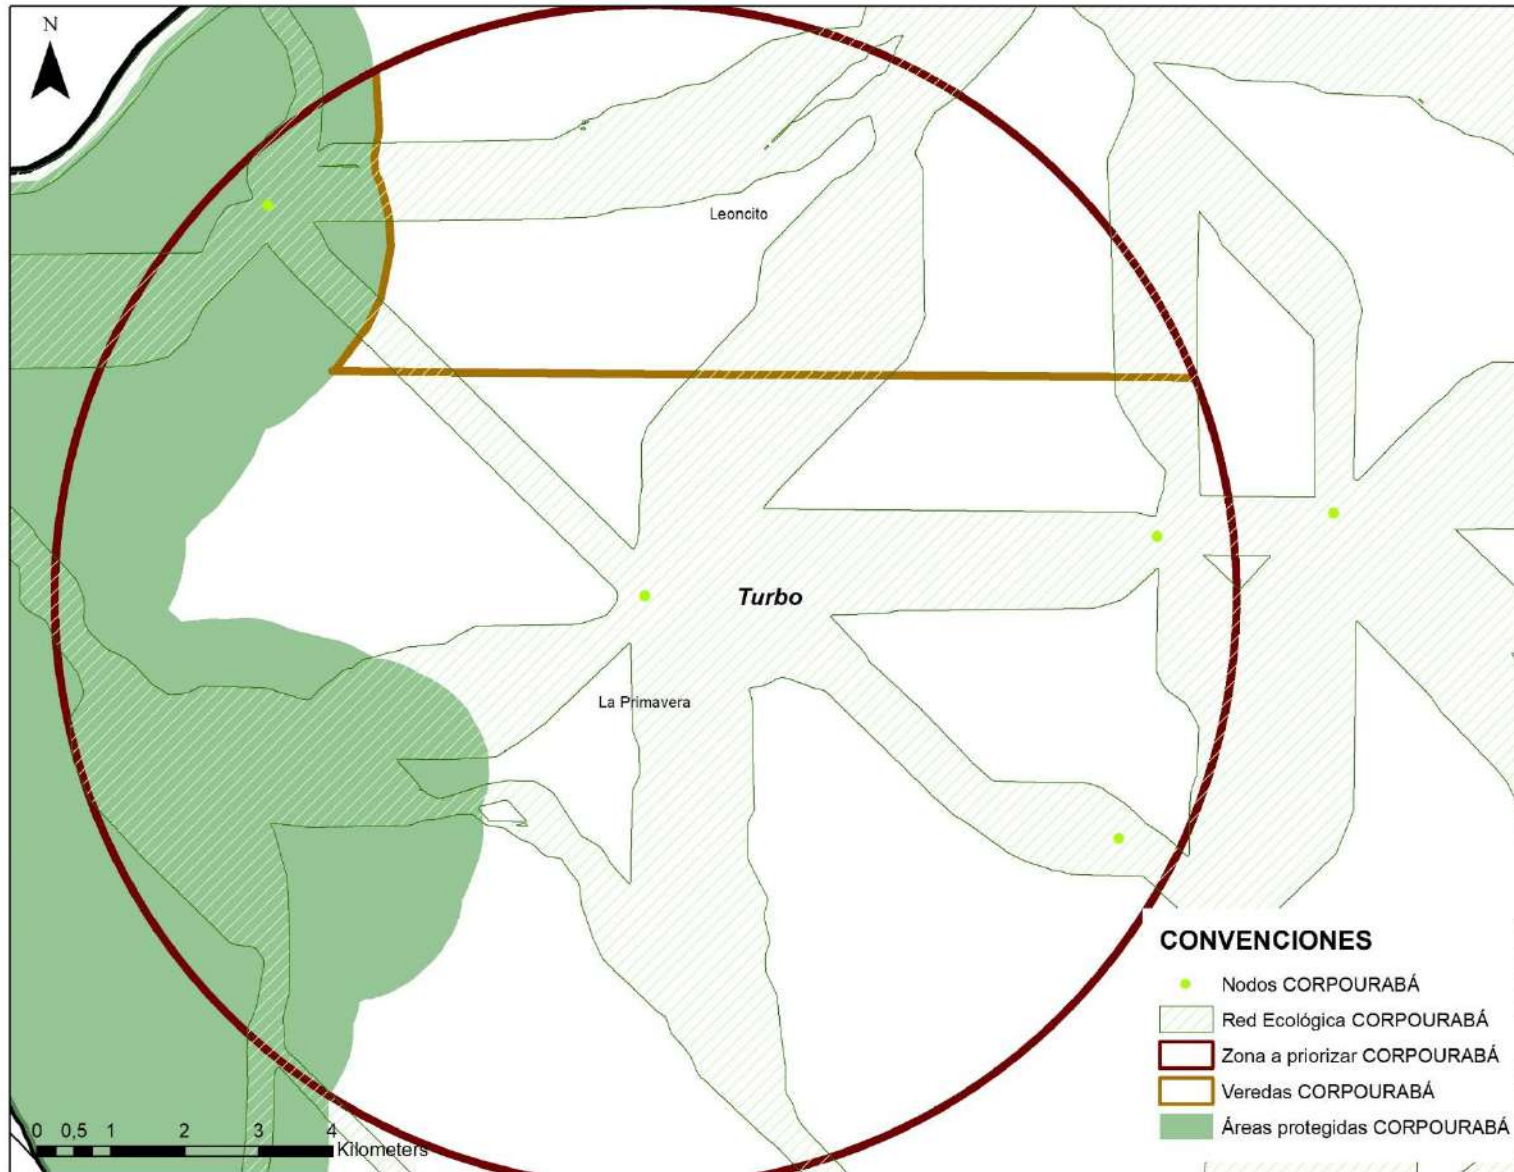 N
Leoncito
Turbo
La Primavera
CONVENCIONES
Nodos CORPOURABÁ
Red Ecológica CORPOURABÁ
Zona a priorizar CORPOURABÁ
Veredas CORPOURABÁ
Áreas protegidas CORPOURABÁ
0 0,5 1 2 3 4
Kilometers